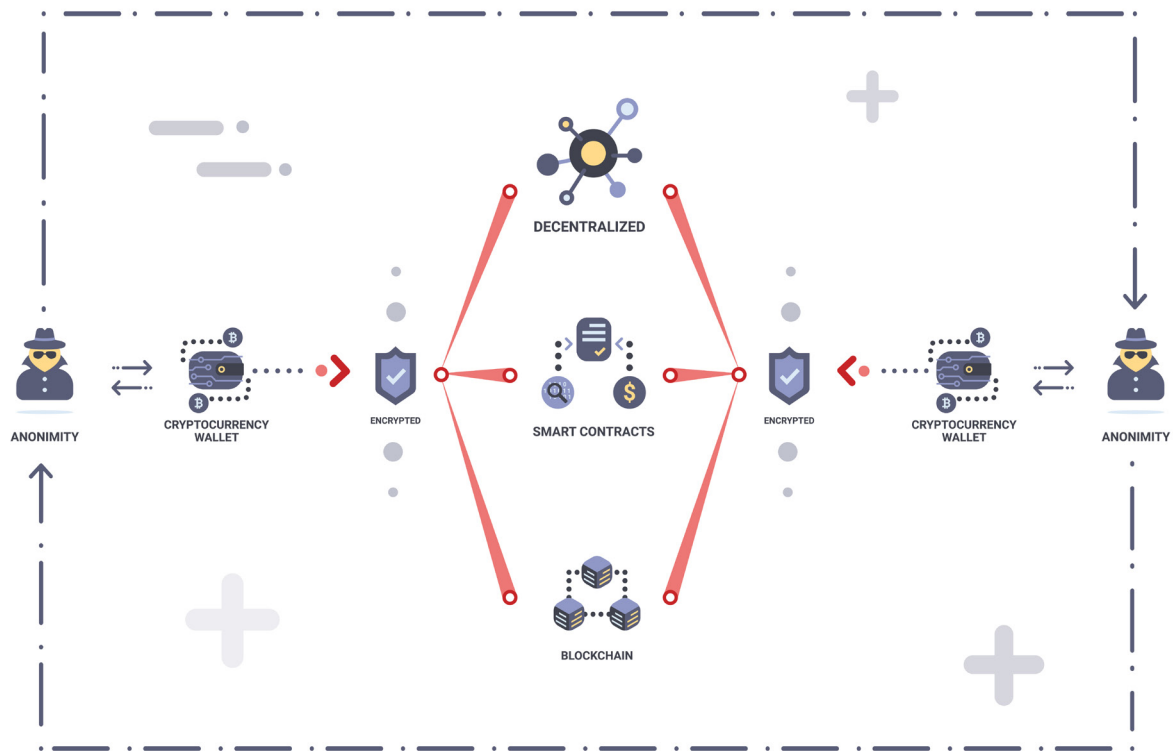 DECENTRALIZED
ANONIMITY
CRYPTOCURRENCY
WALLET
ENCRYPTED
SMART CONTRACTS
$
ENCRYPTED
CRYPTOCURRENCY
WALLET
ANONIMITY
BLOCKCHAIN